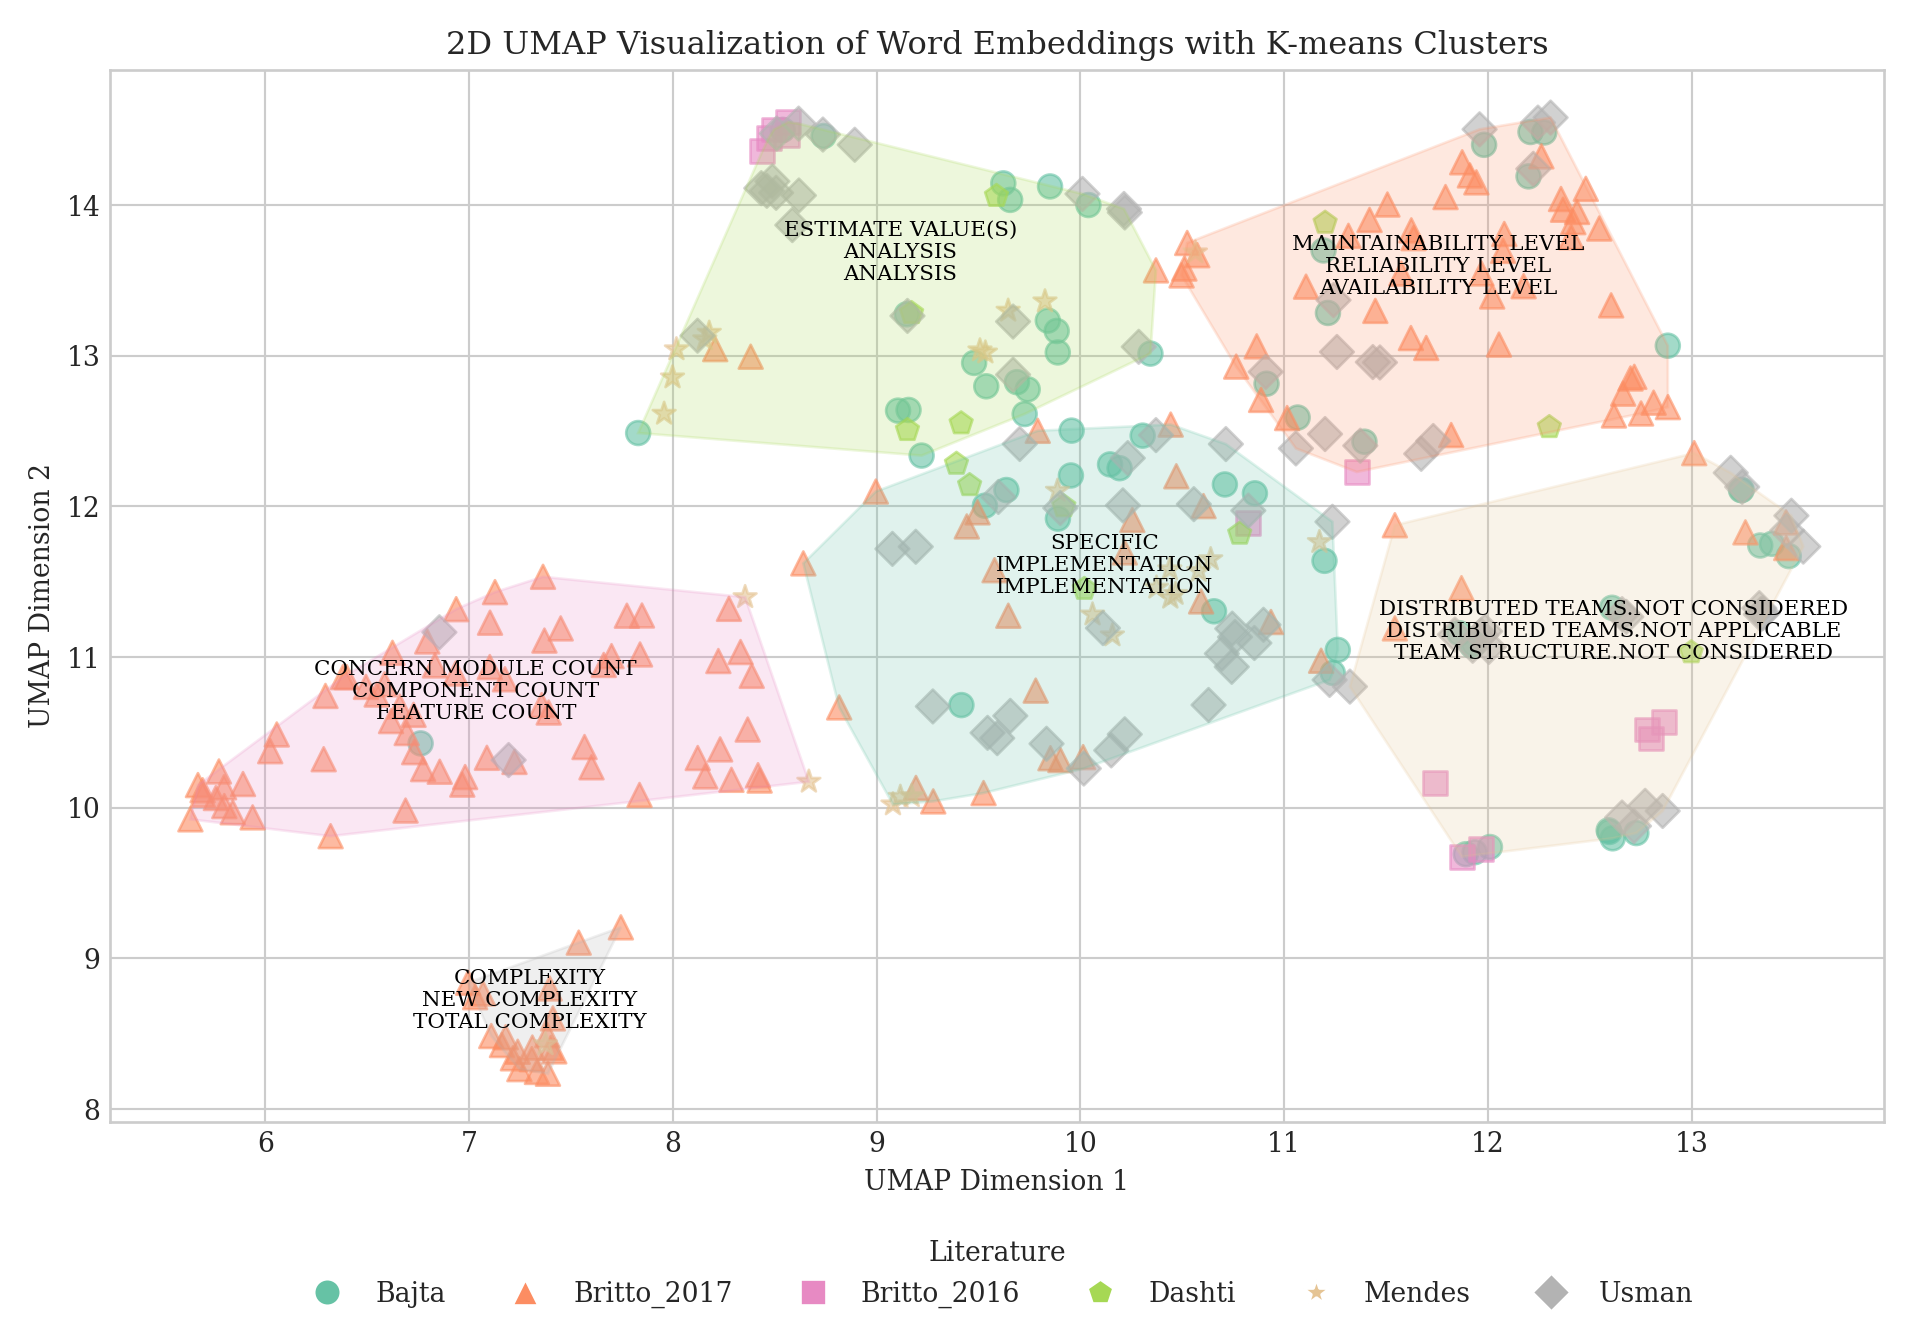 2D UMAP Visualization of Word Embeddings with K-means Clusters
UMAP Dimension 2
14
13
12
11
10
9
8
ESTIMATE VALUE(S)
ANALYSIS
ANALYSIS
MAINTAINABILITY LEVEL
RELIABILITY LEVEL
AVAILABILITY LEVEL
SPECIFIC
IMPLEMENTATION
IMPLEMENTATION
DISTRIBUTED TEAMS.NOT CONSIDERED
DISTRIBUTED TEAMS.NOT APPLICABLE
TEAM STRUCTURE.NOT CONSIDERED
CONCERN MODULE COUNT
COMPONENT COUNT
FEATURE COUNT
COMPLEXITY
NEW COMPLEXITY
TOTAL COMPLEXITY
6 7 8 9 10 11 12 13
UMAP Dimension 1
Literature
Bajta Britto_2017 Britto_2016 Dashti Mendes Usman